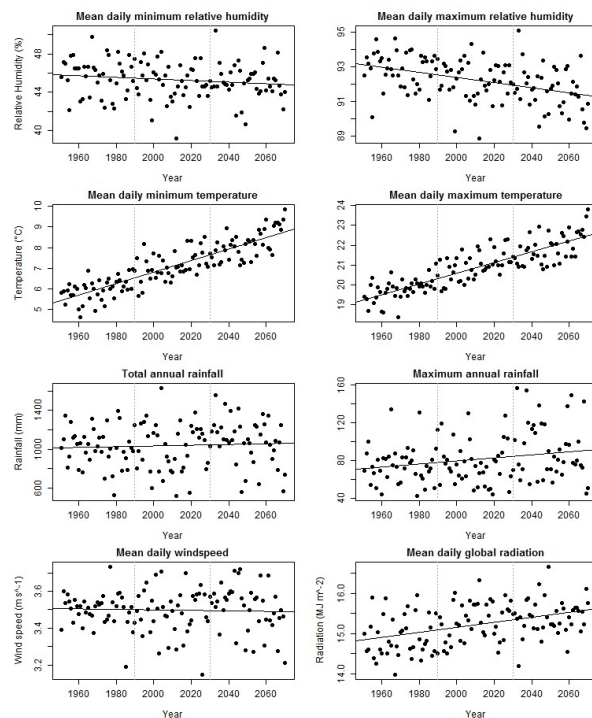 Mean daily minimum relative humidity
Relative Humidity (%)
40 44 48
1960 1980 2000 2020 2040 2060
Year
Mean daily maximum relative humidity
89 91 93 95
1960 1980 2000 2020 2040 2060
Year
Mean daily minimum temperature
Temperature (°C)
5 6 7 8 9 10
1960 1980 2000 2020 2040 2060
Year
Mean daily maximum temperature
19 20 21 22 24
1960 1980 2000 2020 2040 2060
Year
Total annual rainfall
Rainfall (mm)
600 1000 1400
1960 1980 2000 2020 2040 2060
Year
Maximum annual rainfall
40 80 120 160
1960 1980 2000 2020 2040 2060
Year
Mean daily windspeed
Wind speed (m s^-1)
3.2 3.4 3.6
1960 1980 2000 2020 2040 2060
Year
Mean daily global radiation
Radiation (MJ m^-2)
14.0 15.0 16.0
1960 1980 2000 2020 2040 2060
Year